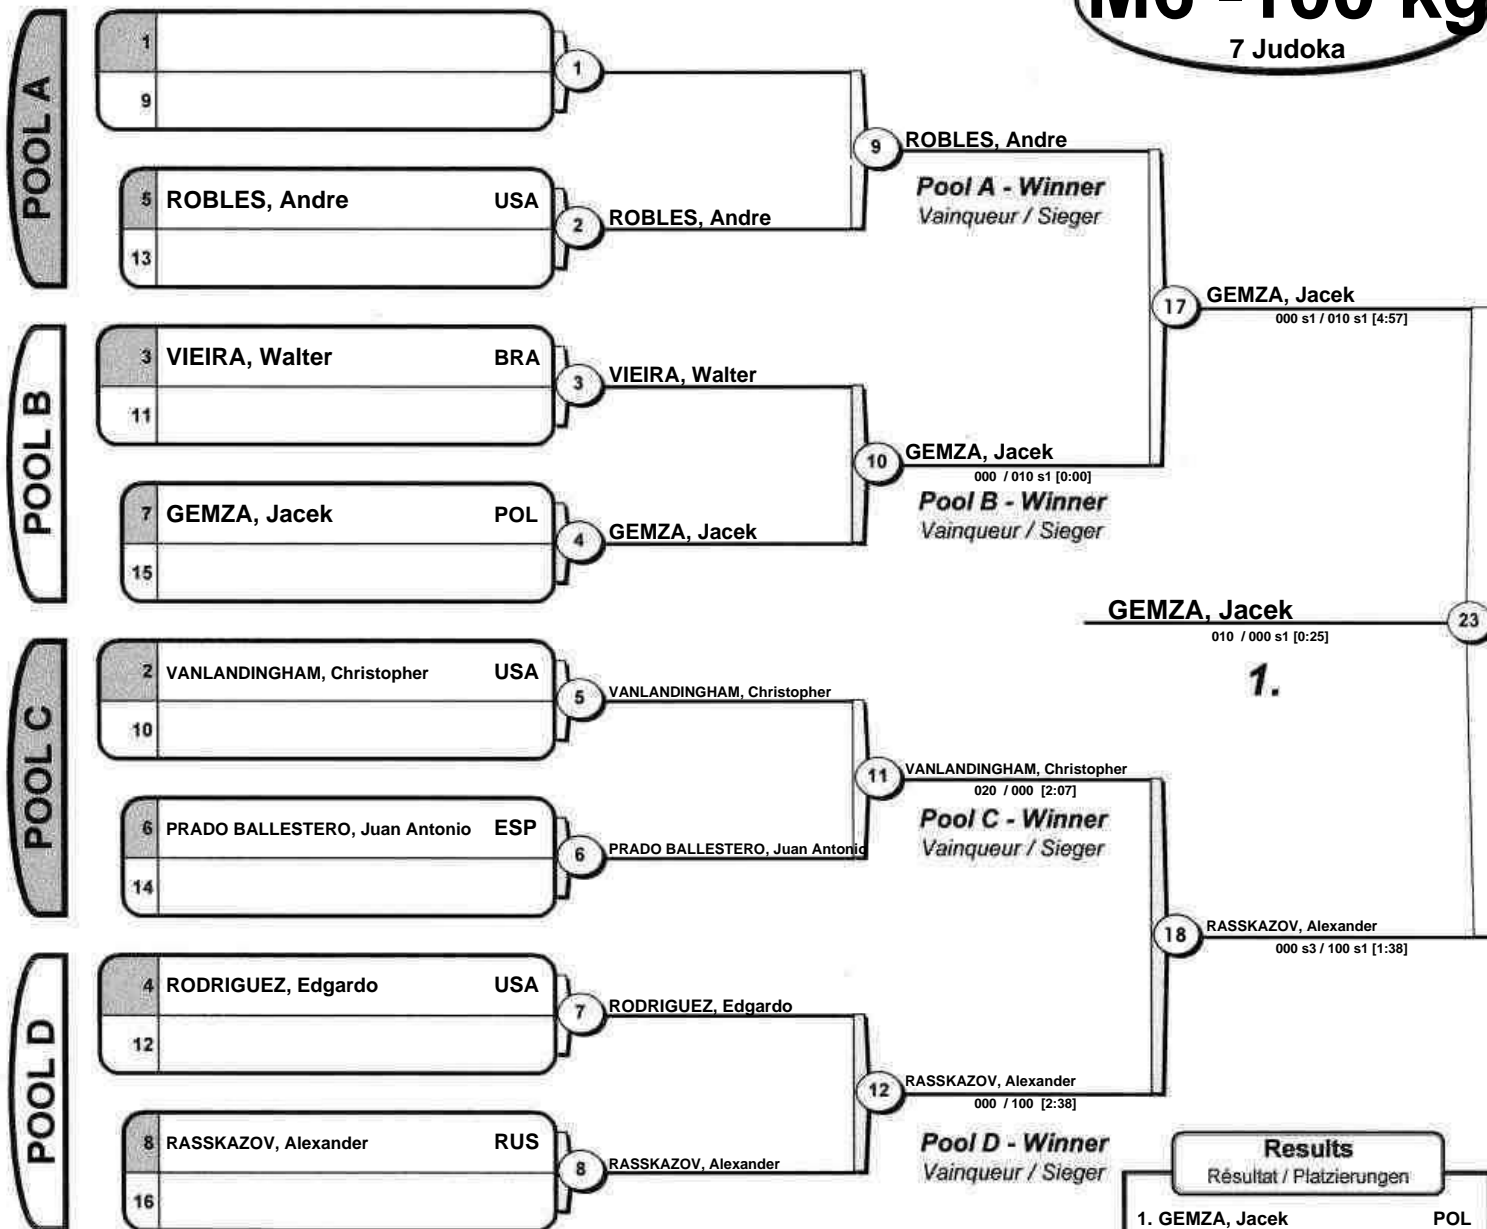 M6 -100 kg
7 Judoka
POOL A
1
9
1
5 ROBLES, Andre USA
13
2
ROBLES, Andre
9
ROBLES, Andre
Pool A - Winner
Vainqueur / Sieger
POOL B
3 VIEIRA, Walter BRA
11
3
VIEIRA, Walter
7 GEMZA, Jacek POL
15
4
GEMZA, Jacek
10
GEMZA, Jacek
000 / 010 s1 [0:00]
Pool B - Winner
Vainqueur / Sieger
17
GEMZA, Jacek
000 s1 / 010 s1 [4:57]
GEMZA, Jacek
23
010 / 000 s1 [0:25]
1.
POOL C
2 VANLANDINGHAM, Christopher USA
10
5
VANLANDINGHAM, Christopher
6 PRADO BALLESTERO, Juan Antonio ESP
14
6
PRADO BALLESTERO, Juan Antonio
11
VANLANDINGHAM, Christopher
020 / 000 [2:07]
Pool C - Winner
Vainqueur / Sieger
18
RASSKAZOV, Alexander
000 s3 / 100 s1 [1:38]
POOL D
4 RODRIGUEZ, Edgardo USA
12
7
RODRIGUEZ, Edgardo
8 RASSKAZOV, Alexander RUS
16
8
RASSKAZOV, Alexander
12
RASSKAZOV, Alexander
000 / 100 [2:38]
Pool D - Winner
Vainqueur / Sieger
Results
Résultat / Platzierungen
1. GEMZA, Jacek POL